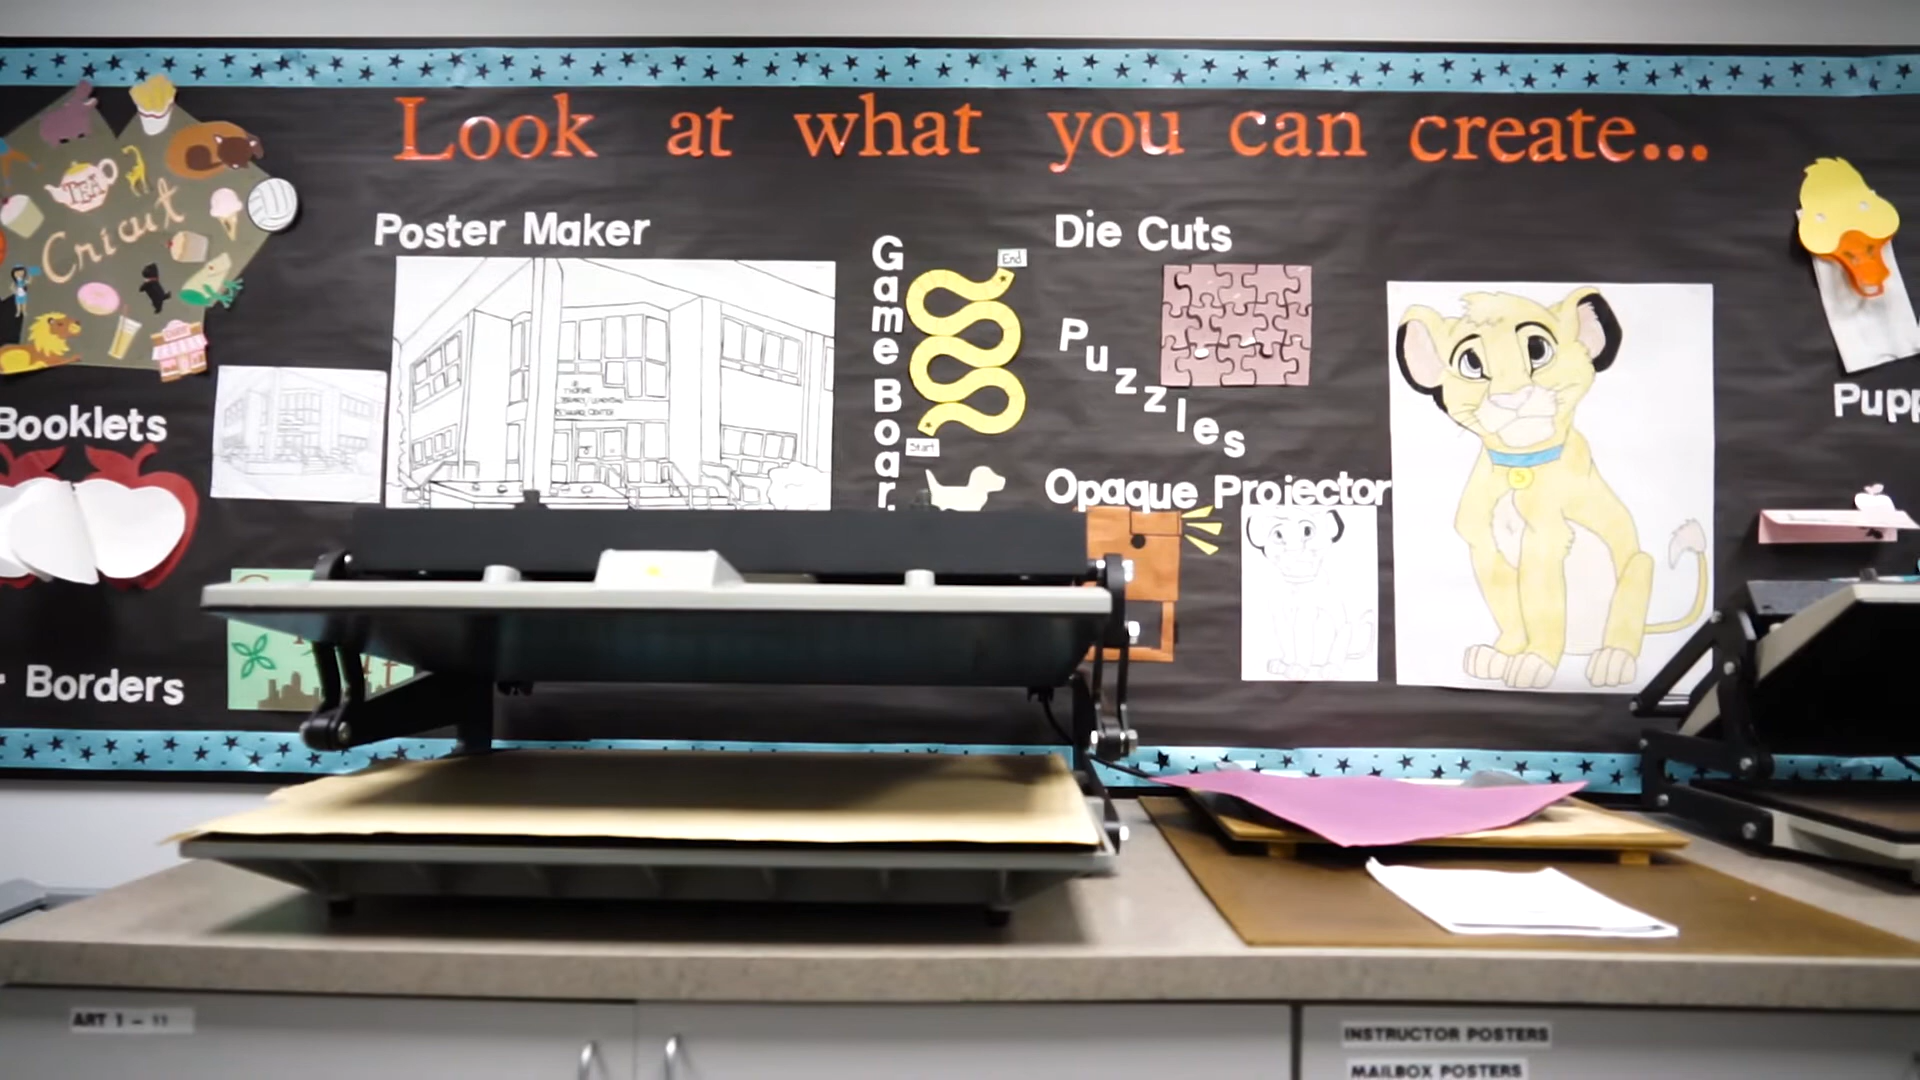 Look at what you can create...
TEA
Cricut
Poster Maker
Game Boar
End
Start
Die Cuts
Puzzles
Opaque Projector
Booklets
Borders
Pupp
ART 1 - 11
INSTRUCTOR POSTERS
MAILBOX POSTERS